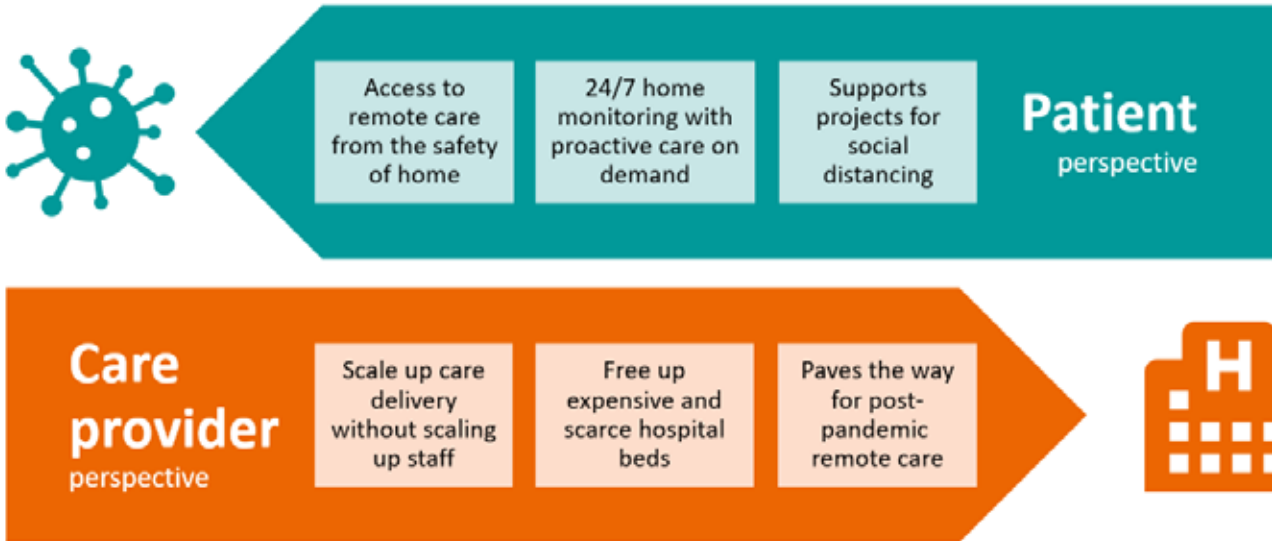 Access to
remote care
from the safety
of home
24/7 home
monitoring with
proactive care on
demand
Supports
projects for
social
distancing
Patient
perspective
Care
provider
perspective
Scale up care
delivery
without scaling
up staff
Free up
expensive and
scarce hospital
beds
Paves the way
for post-
pandemic
remote care
H